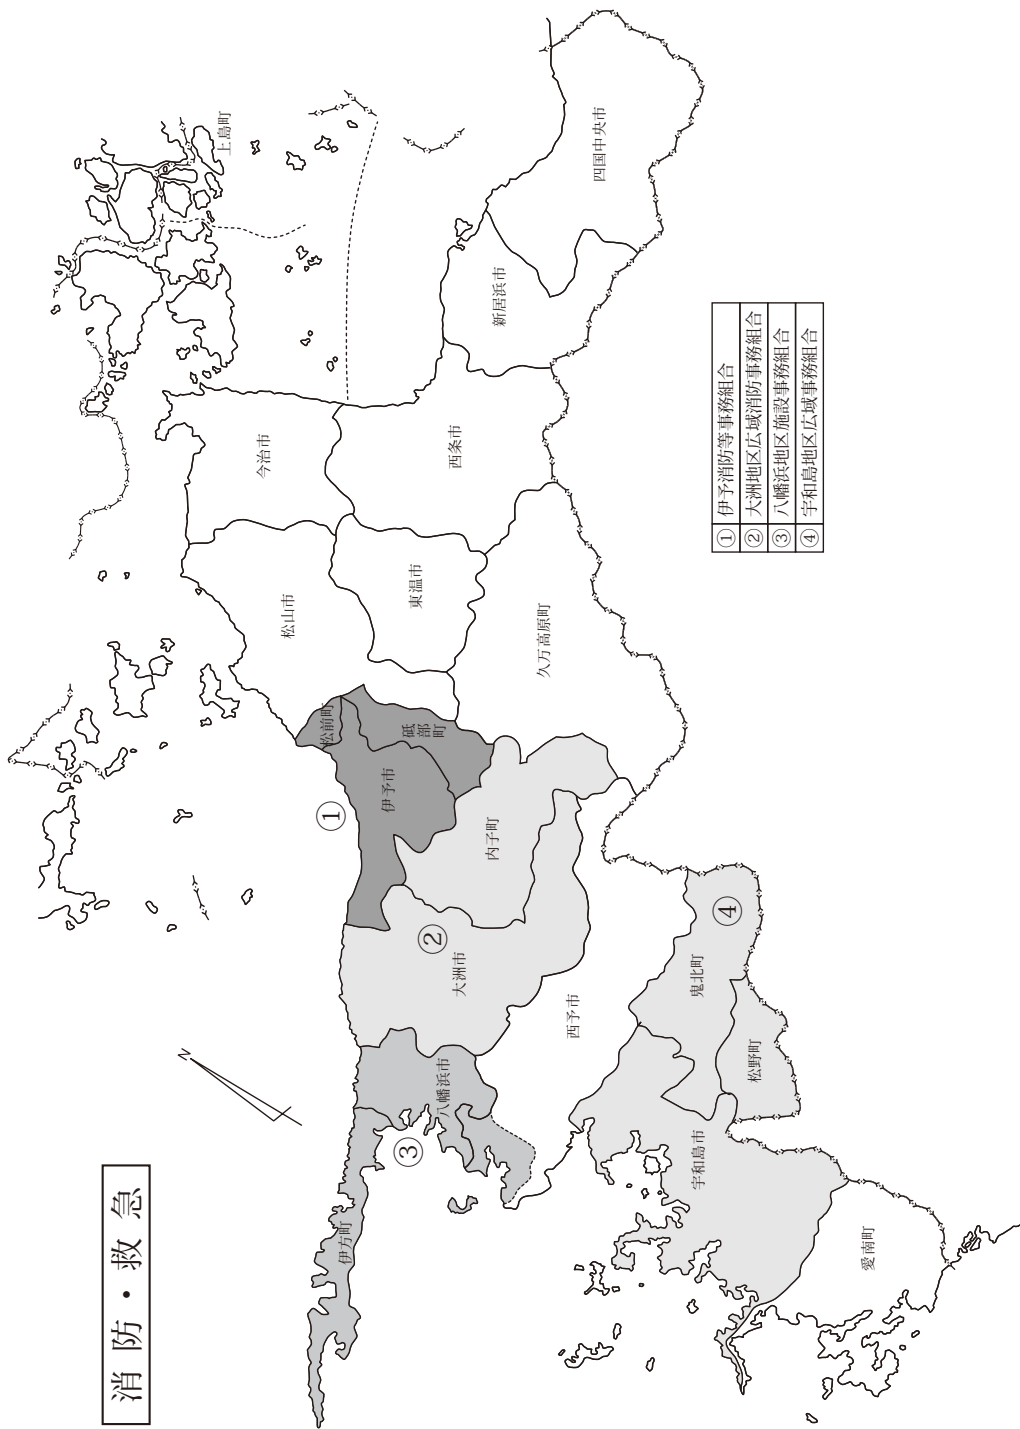 消防・救急
上島町
四国中央市
新居浜市
西条市
今治市
東温市
松山市
久万高原町
松前町
砥部
町
伊予市
①
内子町
②
大洲市
西予市
鬼北町
④
松野町
八幡浜市
③
伊方町
宇和島市
愛南町
N
① 伊予消防等事務組合
② 大洲地区広域消防事務組合
③ 八幡浜地区施設事務組合
④ 宇和島地区広域事務組合